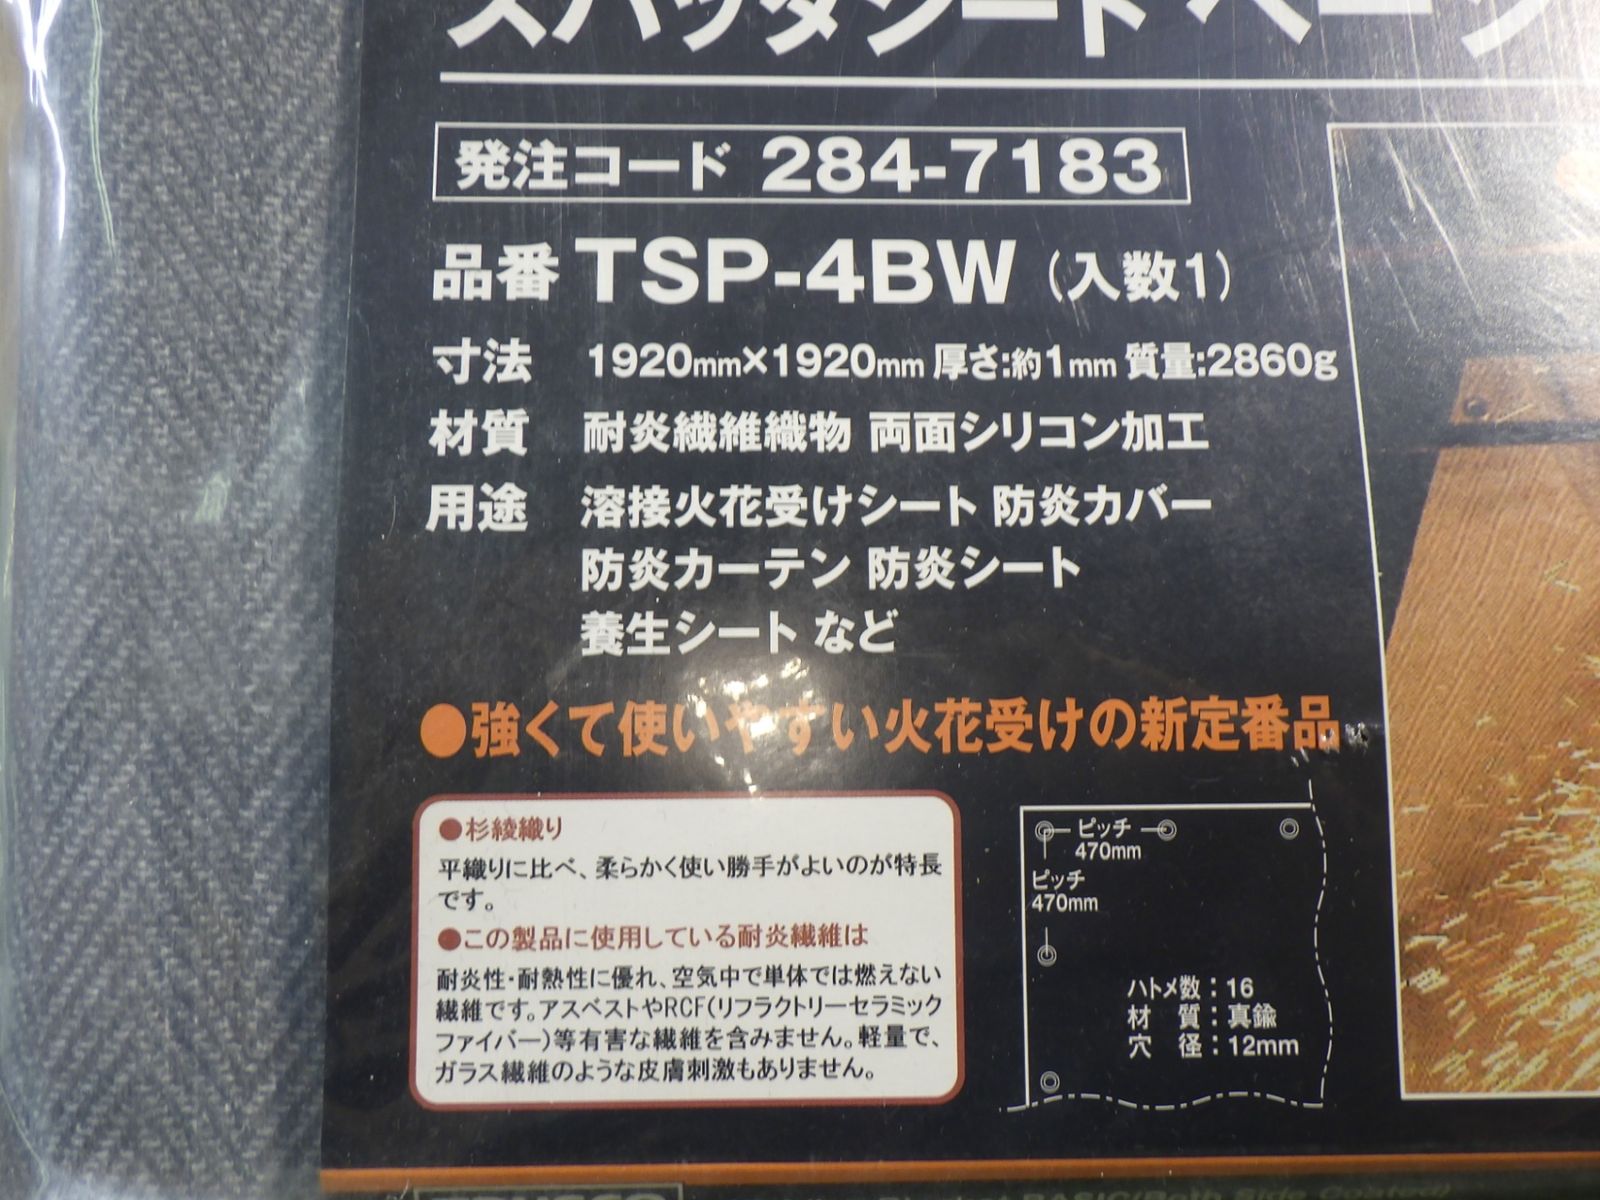 スパッタシート ベーシ
発注コード 284-7183
品番 TSP-4BW (入数1)
寸法 1920mm×1920mm 厚さ:約1mm 質量:2860g
材質 耐炎繊維織物 両面シリコン加工
用途 溶接火花受けシート 防炎カバー
防炎カーテン 防炎シート
養生シート など
●強くて使いやすい火花受けの新定番品
●杉綾織り
平織りに比べ、柔らかく使い勝手がよいのが特長
です。
●この製品に使用している耐炎繊維は
耐炎性・耐熱性に優れ、空気中で単体では燃えない
繊維です。アスベストやRCF(リフラクトリーセラミック
ファイバー)等有害な繊維を含みません。軽量で、
ガラス繊維のような皮膚刺激もありません。
ピッチ
470mm
ピッチ
470mm
ハトメ数：16
材 質：真鍮
穴 径：12mm